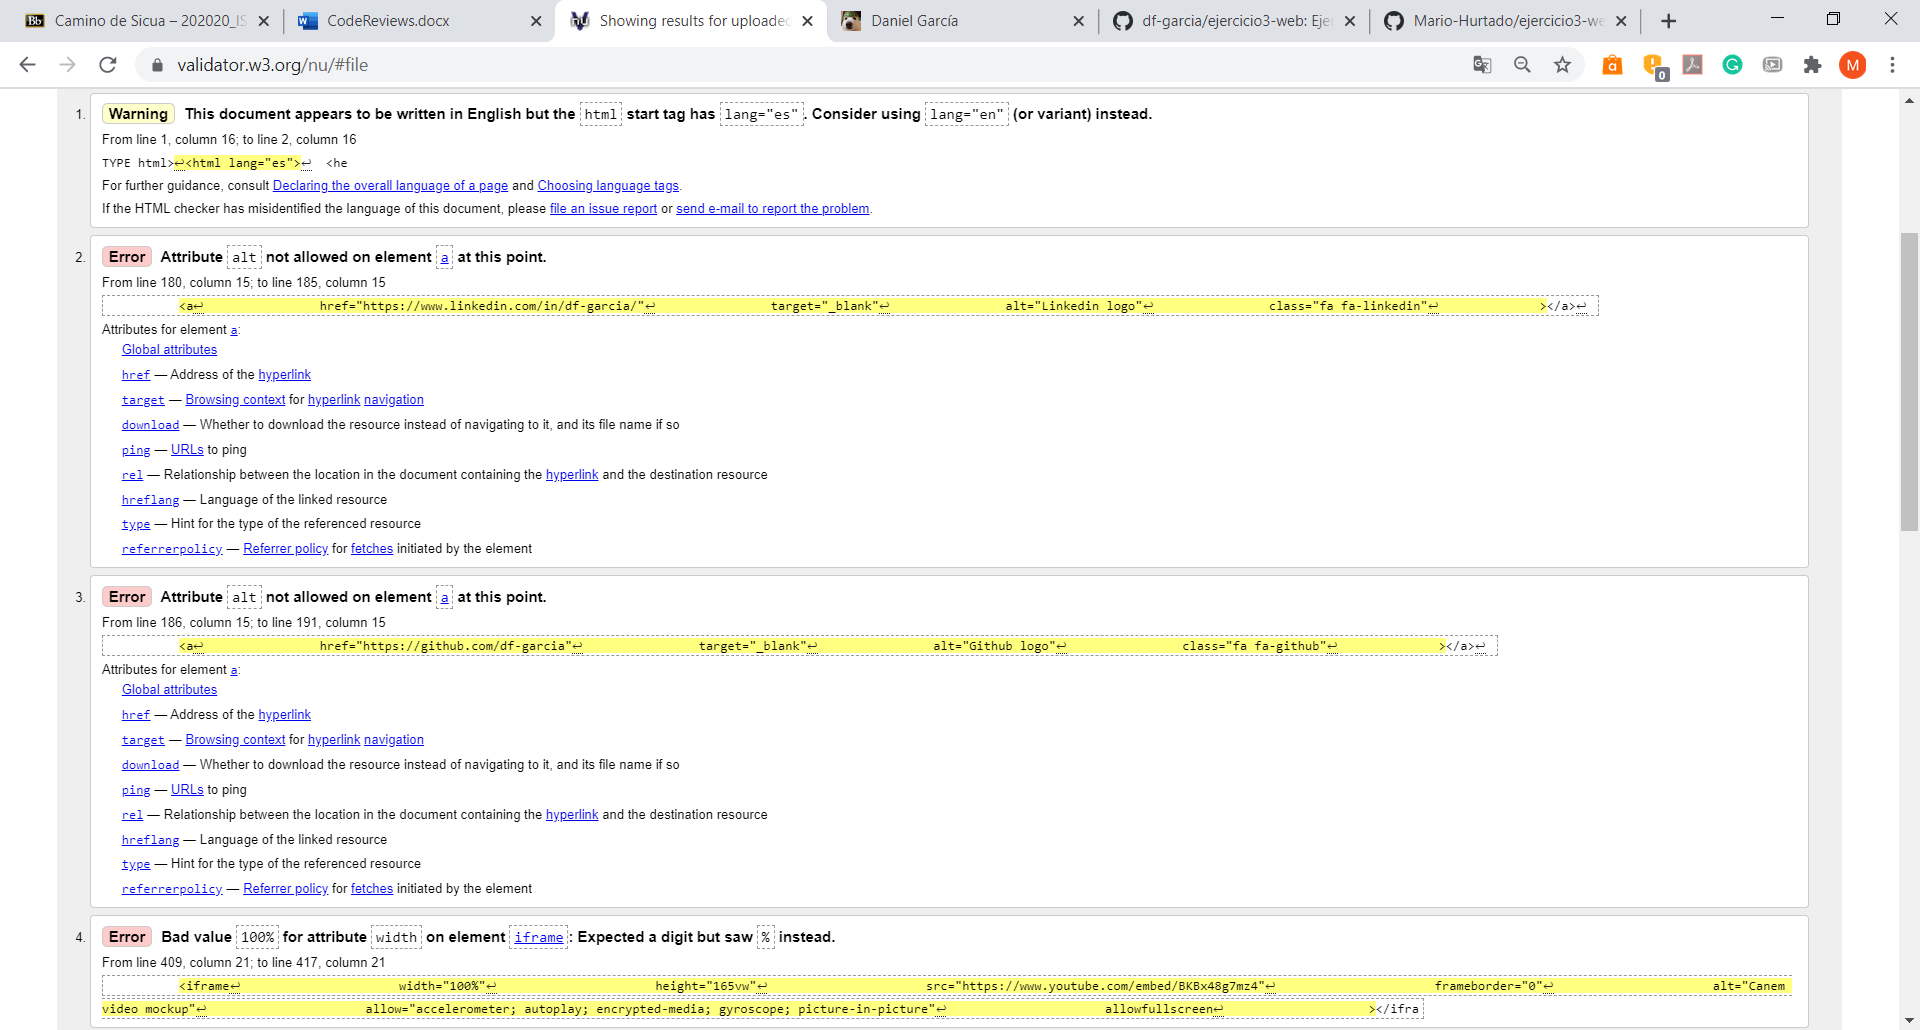 Camino de Sicua – 202020_IS
CodeReviews.docx
Showing results for uploaded
Daniel García
df-garcia/ejercicio3-web: Ejer
Mario-Hurtado/ejercicio3-we
validator.w3.org/nu/#file
0
M
1. Warning This document appears to be written in English but the html start tag has lang="es". Consider using lang="en" (or variant) instead.
From line 1, column 16; to line 2, column 16
TYPE html>↩<html lang="es">↩ <he
For further guidance, consult Declaring the overall language of a page and Choosing language tags.
If the HTML checker has misidentified the language of this document, please file an issue report or send e-mail to report the problem.
2. Error Attribute alt not allowed on element a at this point.
From line 180, column 15; to line 185, column 15
<a↩ href="https://www.linkedin.com/in/df-garcia/"↩ target="_blank"↩ alt="Linkedin logo"↩ class="fa fa-linkedin"↩ ></a>↩
Attributes for element a:
Global attributes
href — Address of the hyperlink
target — Browsing context for hyperlink navigation
download — Whether to download the resource instead of navigating to it, and its file name if so
ping — URLs to ping
rel — Relationship between the location in the document containing the hyperlink and the destination resource
hreflang — Language of the linked resource
type — Hint for the type of the referenced resource
referrerpolicy — Referrer policy for fetches initiated by the element
3. Error Attribute alt not allowed on element a at this point.
From line 186, column 15; to line 191, column 15
<a↩ href="https://github.com/df-garcia"↩ target="_blank"↩ alt="Github logo"↩ class="fa fa-github"↩ ></a>↩
Attributes for element a:
Global attributes
href — Address of the hyperlink
target — Browsing context for hyperlink navigation
download — Whether to download the resource instead of navigating to it, and its file name if so
ping — URLs to ping
rel — Relationship between the location in the document containing the hyperlink and the destination resource
hreflang — Language of the linked resource
type — Hint for the type of the referenced resource
referrerpolicy — Referrer policy for fetches initiated by the element
4. Error Bad value 100% for attribute width on element iframe: Expected a digit but saw % instead.
From line 409, column 21; to line 417, column 21
<iframe↩ width="100%"↩ height="165vw"↩ src="https://www.youtube.com/embed/BKBx48g7mz4"↩ frameborder="0"↩ alt="Canem
video mockup"↩ allow="accelerometer; autoplay; encrypted-media; gyroscope; picture-in-picture"↩ allowfullscreen↩ ></ifra